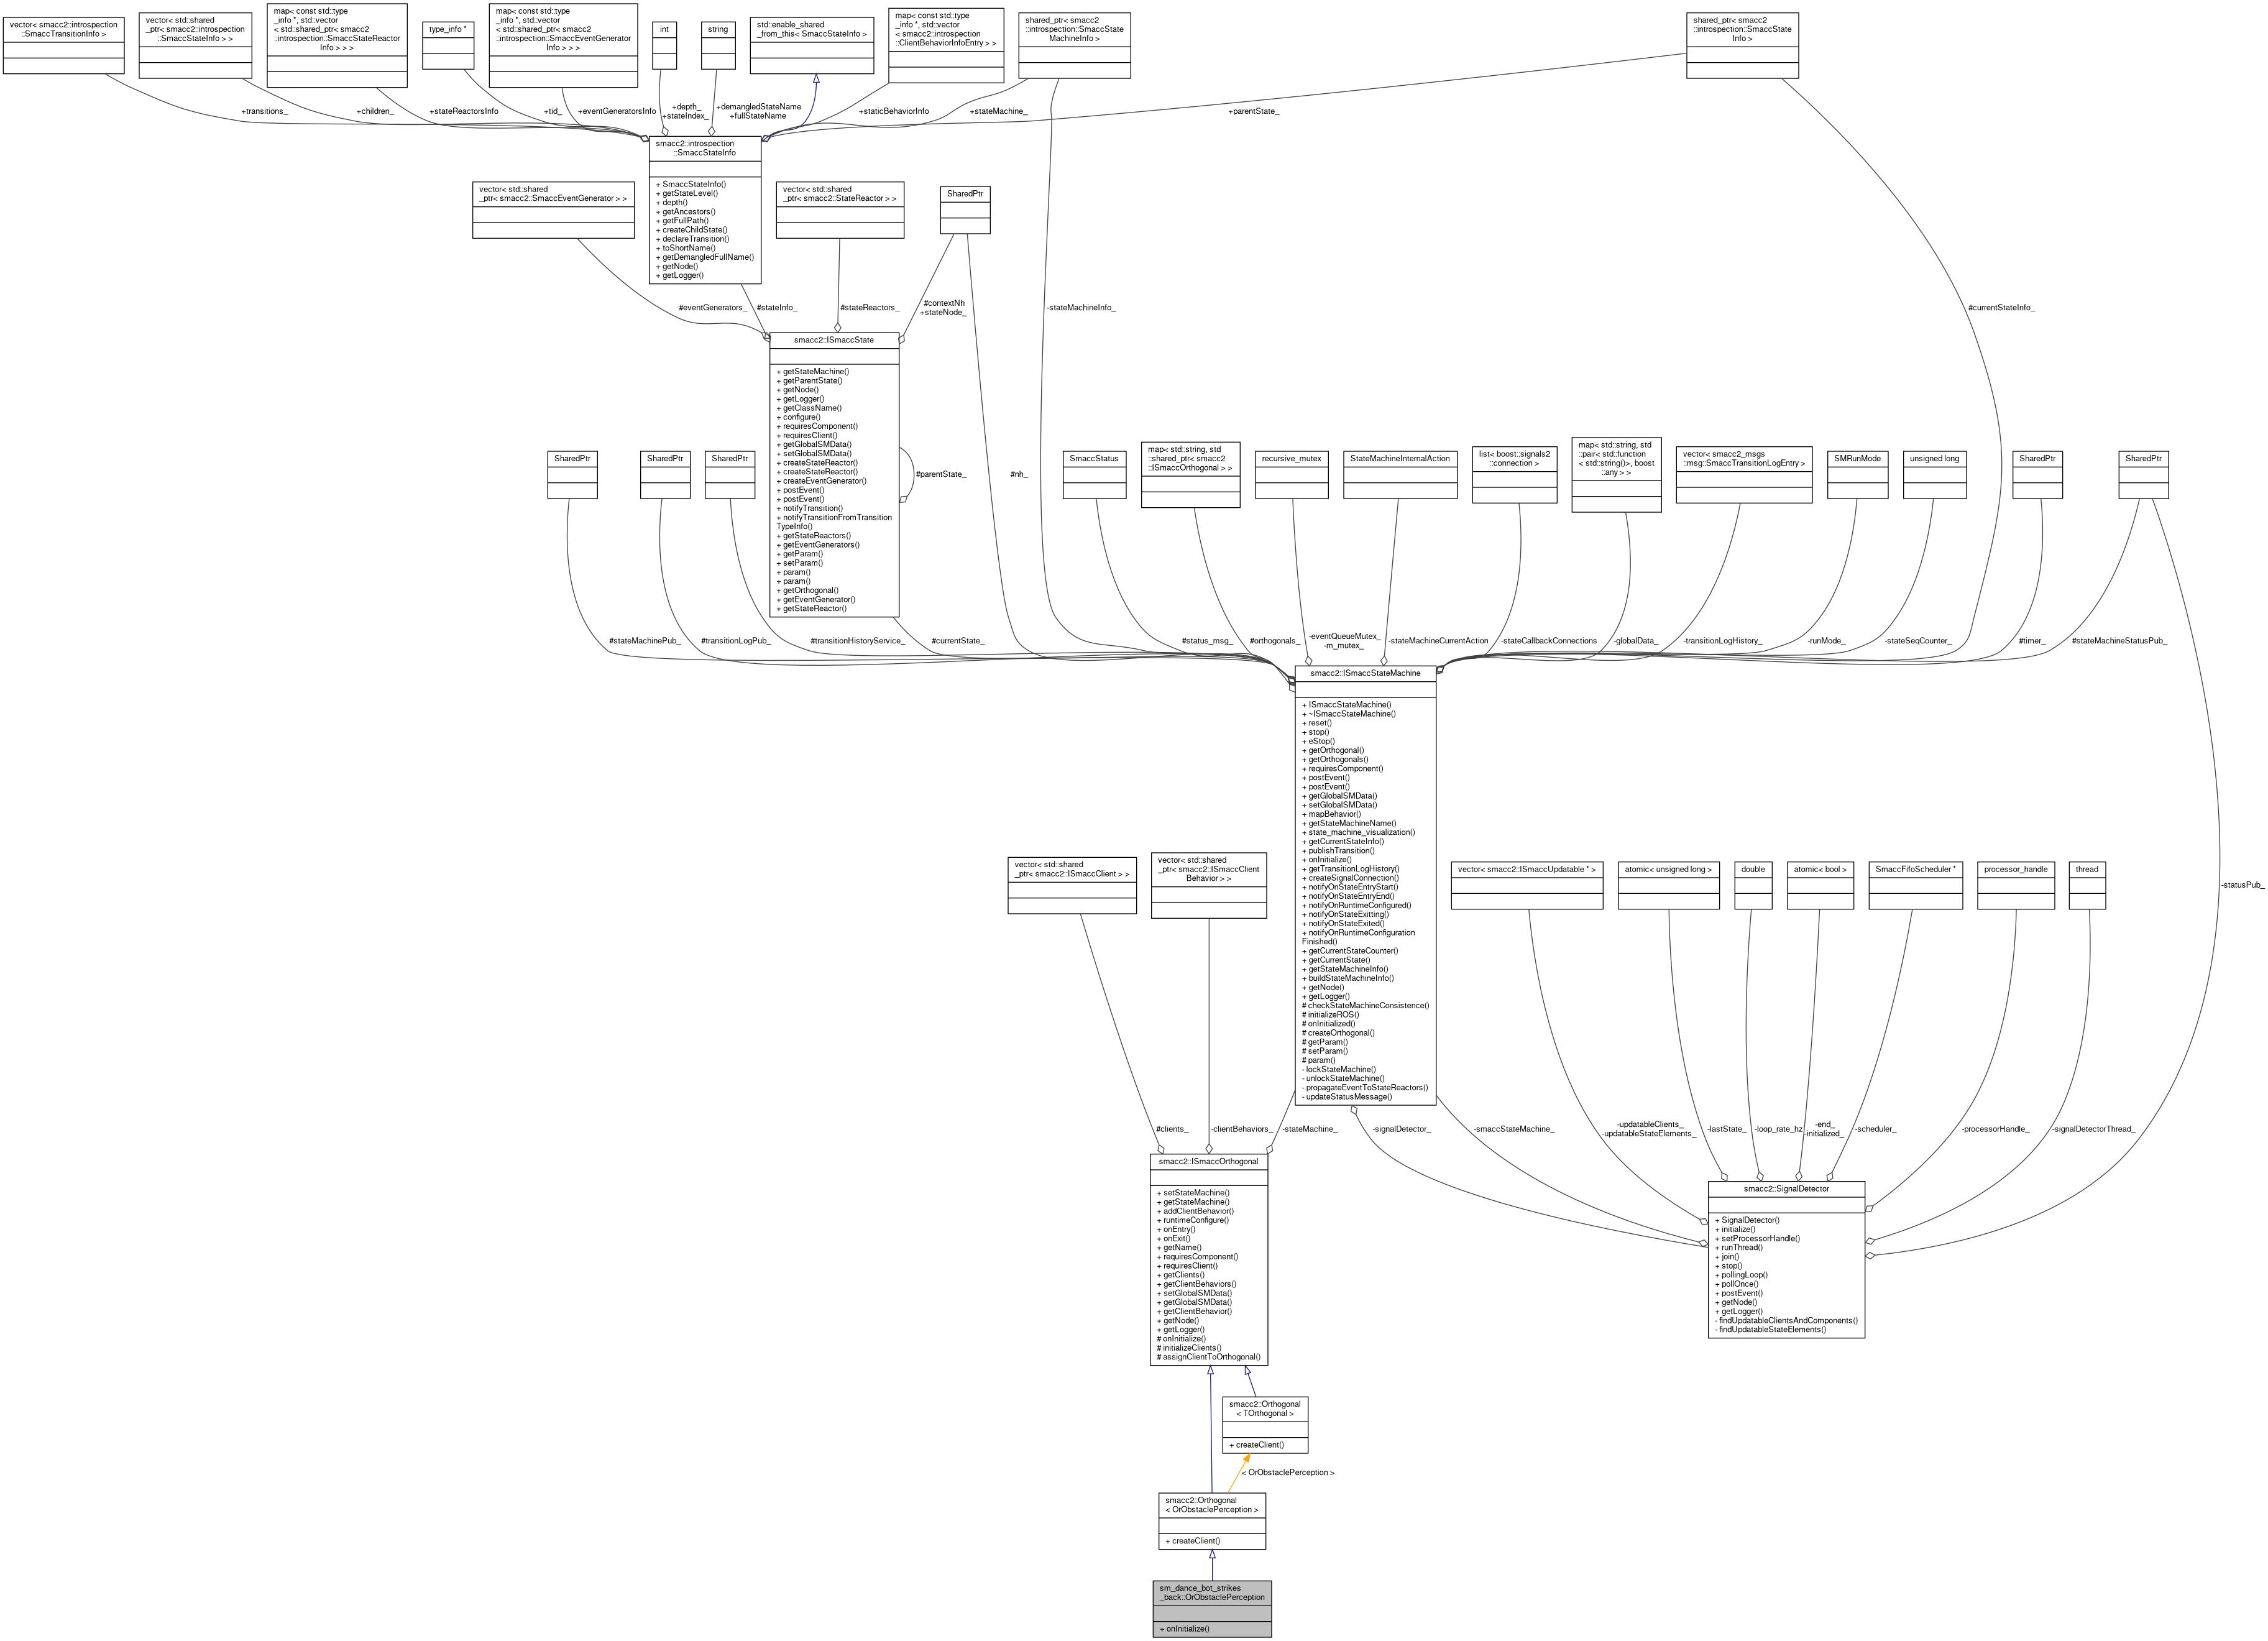 vector< smacc2::introspection
::SmaccTransitionInfo >
vector< std::shared
_ptr< smacc2::introspection
::SmaccStateInfo > >
map< const std::type
_info *, std::vector
< std::shared_ptr< smacc2
::introspection::SmaccStateReactor
Info > > >
type_info *
map< const std::type
_info *, std::vector
< std::shared_ptr< smacc2
::introspection::SmaccEventGenerator
Info > > >
int
string
std::enable_shared
_from_this< SmaccStateInfo >
map< const std::type
_info *, std::vector
< smacc2::introspection
::ClientBehaviorInfoEntry > >
shared_ptr< smacc2
::introspection::SmaccState
MachineInfo >
shared_ptr< smacc2
::introspection::SmaccState
Info >
+transitions_
+children_
+stateReactorsInfo
+tid_
+eventGeneratorsInfo
+depth_
+stateIndex_
+demangledStateName
+fullStateName
+staticBehaviorInfo
+stateMachine_
+parentState_
smacc2::introspection
::SmaccStateInfo
+ SmaccStateInfo()
+ getStateLevel()
+ depth()
+ getAncestors()
+ getFullPath()
+ createChildState()
+ declareTransition()
+ toShortName()
+ getDemangledFullName()
+ getNode()
+ getLogger()
vector< std::shared
_ptr< smacc2::SmaccEventGenerator > >
vector< std::shared
_ptr< smacc2::StateReactor > >
SharedPtr
#eventGenerators_
#stateInfo_
#stateReactors_
#contextNh
+stateNode_
-stateMachineInfo_
#currentStateInfo_
smacc2::ISmaccState
+ getStateMachine()
+ getParentState()
+ getNode()
+ getLogger()
+ getClassName()
+ configure()
+ requiresComponent()
+ requiresClient()
+ getGlobalSMData()
+ setGlobalSMData()
+ createStateReactor()
+ createStateReactor()
+ createEventGenerator()
+ postEvent()
+ postEvent()
+ notifyTransition()
+ notifyTransitionFromTransition
TypeInfo()
+ getStateReactors()
+ getEventGenerators()
+ getParam()
+ setParam()
+ param()
+ param()
+ getOrthogonal()
+ getEventGenerator()
+ getStateReactor()
#parentState_
#nh_
SharedPtr
SharedPtr
SharedPtr
SmaccStatus
map< std::string, std
::shared_ptr< smacc2
::ISmaccOrthogonal > >
recursive_mutex
StateMachineInternalAction
list< boost::signals2
::connection >
map< std::string, std
::pair< std::function
< std::string()>, boost
::any > >
vector< smacc2_msgs
::msg::SmaccTransitionLogEntry >
SMRunMode
unsigned long
SharedPtr
SharedPtr
#stateMachinePub_
#transitionLogPub_
#transitionHistoryService_
#currentState_
#status_msg_
#orthogonals_
-eventQueueMutex_
-m_mutex_
-stateMachineCurrentAction
-stateCallbackConnections
-globalData_
-transitionLogHistory_
-runMode_
-stateSeqCounter_
#timer_
#stateMachineStatusPub_
smacc2::ISmaccStateMachine
+ ISmaccStateMachine()
+ ~ISmaccStateMachine()
+ reset()
+ stop()
+ eStop()
+ getOrthogonal()
+ getOrthogonals()
+ requiresComponent()
+ postEvent()
+ postEvent()
+ getGlobalSMData()
+ setGlobalSMData()
+ mapBehavior()
+ getStateMachineName()
+ state_machine_visualization()
+ getCurrentStateInfo()
+ publishTransition()
+ onInitialize()
+ getTransitionLogHistory()
+ createSignalConnection()
+ notifyOnStateEntryStart()
+ notifyOnStateEntryEnd()
+ notifyOnRuntimeConfigured()
+ notifyOnStateExitting()
+ notifyOnStateExited()
+ notifyOnRuntimeConfiguration
Finished()
+ getCurrentStateCounter()
+ getCurrentState()
+ getStateMachineInfo()
+ buildStateMachineInfo()
+ getNode()
+ getLogger()
# checkStateMachineConsistence()
# initializeROS()
# onInitialized()
# createOrthogonal()
# getParam()
# setParam()
# param()
- lockStateMachine()
- unlockStateMachine()
- propagateEventToStateReactors()
- updateStatusMessage()
vector< std::shared
_ptr< smacc2::ISmaccClient > >
vector< std::shared
_ptr< smacc2::ISmaccClient
Behavior > >
vector< smacc2::ISmaccUpdatable * >
atomic< unsigned long >
double
atomic< bool >
SmaccFifoScheduler *
processor_handle
thread
-statusPub_
#clients_
-clientBehaviors_
-stateMachine_
-signalDetector_
-smaccStateMachine_
-updatableClients_
-updatableStateElements_
-lastState_
-loop_rate_hz
-end_
-initialized_
-scheduler_
-processorHandle_
-signalDetectorThread_
smacc2::ISmaccOrthogonal
+ setStateMachine()
+ getStateMachine()
+ addClientBehavior()
+ runtimeConfigure()
+ onEntry()
+ onExit()
+ getName()
+ requiresComponent()
+ requiresClient()
+ getClients()
+ getClientBehaviors()
+ setGlobalSMData()
+ getGlobalSMData()
+ getClientBehavior()
+ getNode()
+ getLogger()
# onInitialize()
# initializeClients()
# assignClientToOrthogonal()
smacc2::SignalDetector
+ SignalDetector()
+ initialize()
+ setProcessorHandle()
+ runThread()
+ join()
+ stop()
+ pollingLoop()
+ pollOnce()
+ postEvent()
+ getNode()
+ getLogger()
- findUpdatableClientsAndComponents()
- findUpdatableStateElements()
smacc2::Orthogonal
< TOrthogonal >
+ createClient()
< OrObstaclePerception >
smacc2::Orthogonal
< OrObstaclePerception >
+ createClient()
sm_dance_bot_strikes
_back::OrObstaclePerception
+ onInitialize()